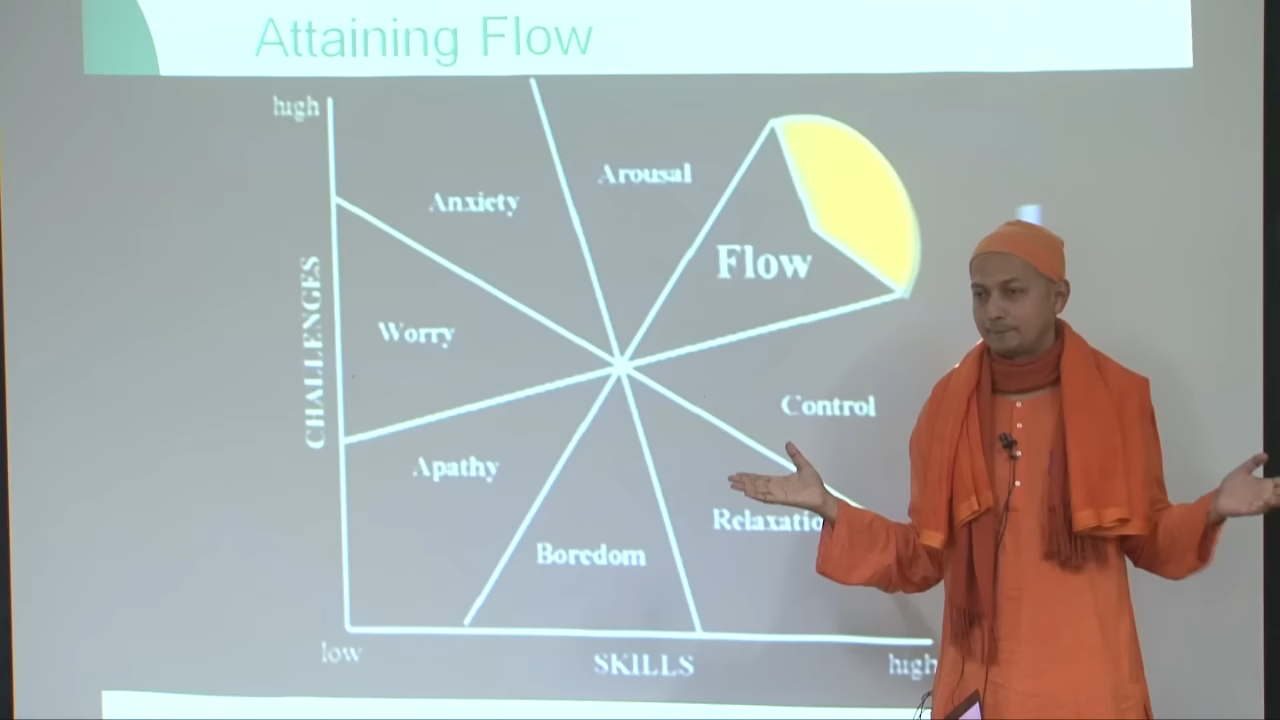 Attaining Flow
high
Arousal
Anxiety
Flow
CHALLENGES
Worry
Control
Apathy
Relaxatio
Boredom
low
SKILLS
high